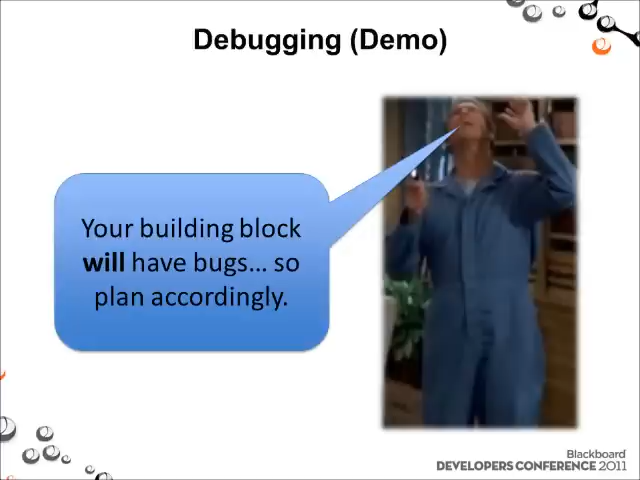 Debugging (Demo)
Your building block
will have bugs... so
plan accordingly.
Blackboard
DEVELOPERS CONFERENCE 2011